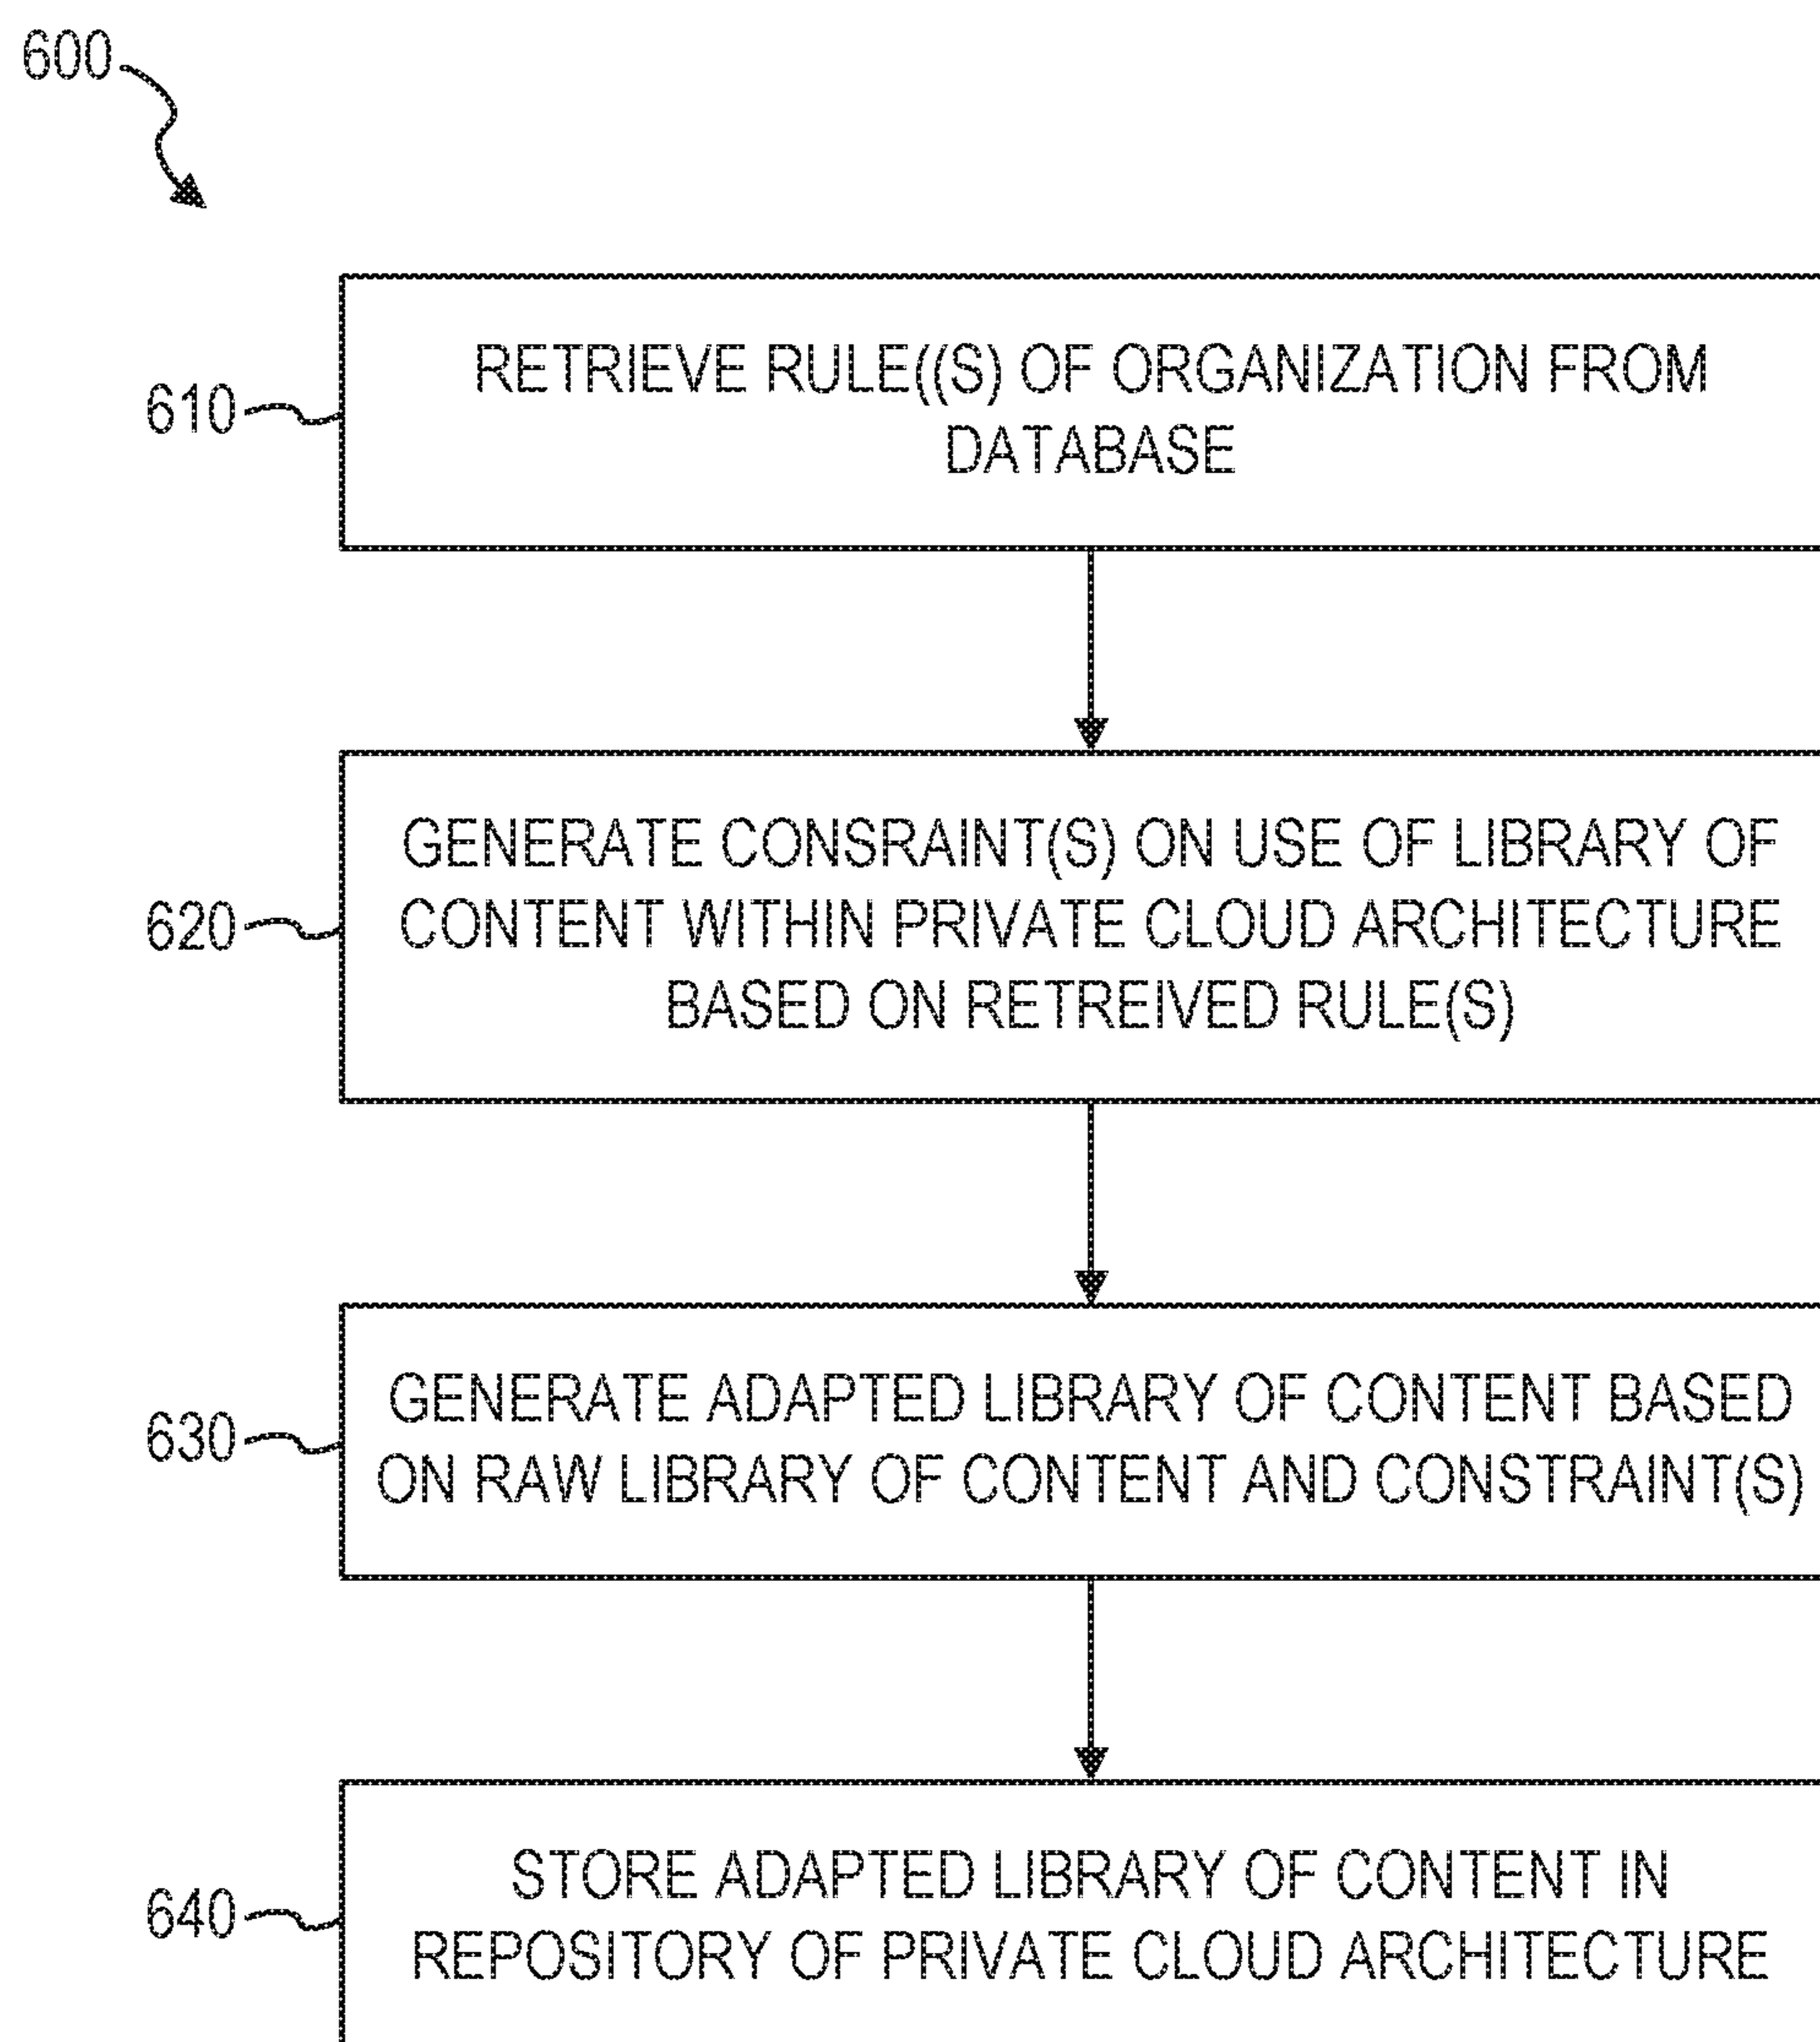 600
610
RETRIEVE RULE((S) OF ORGANIZATION FROM
DATABASE
620
GENERATE CONSRAINT(S) ON USE OF LIBRARY OF
CONTENT WITHIN PRIVATE CLOUD ARCHITECTURE
BASED ON RETREIVED RULE(S)
630
GENERATE ADAPTED LIBRARY OF CONTENT BASED
ON RAW LIBRARY OF CONTENT AND CONSTRAINT(S)
640
STORE ADAPTED LIBRARY OF CONTENT IN
REPOSITORY OF PRIVATE CLOUD ARCHITECTURE